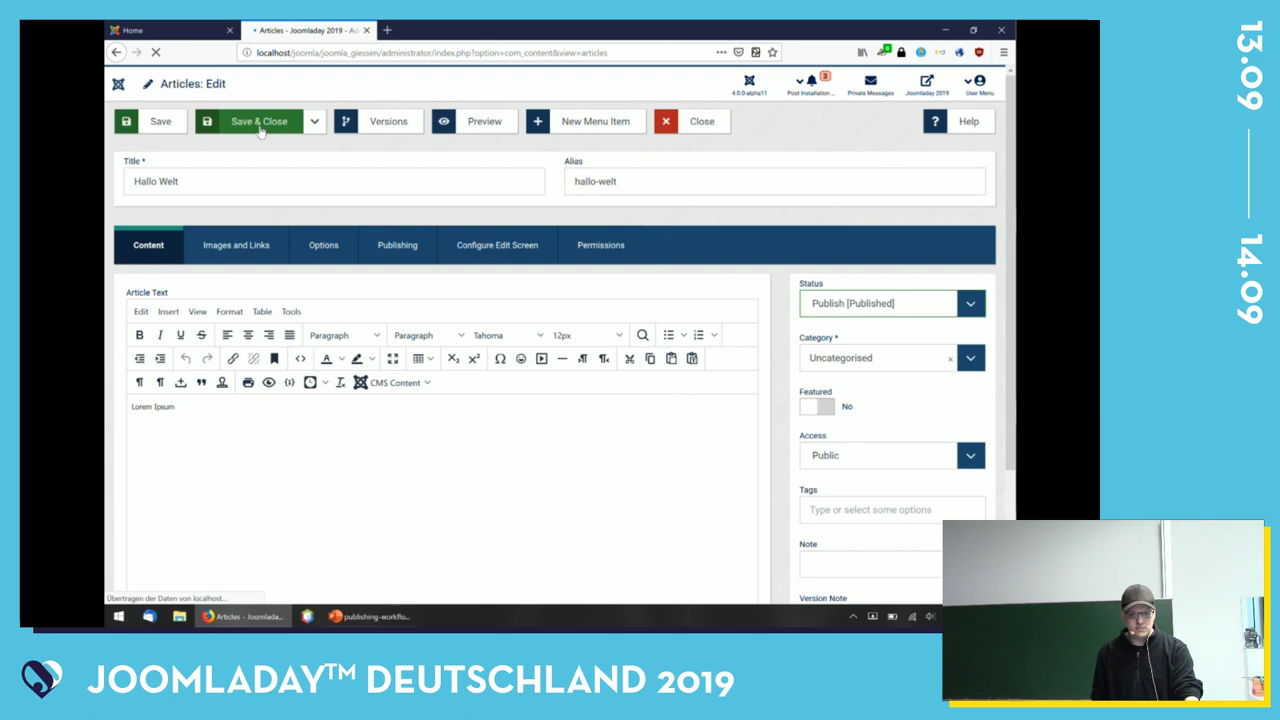 Home
Articles - Joomladay 2019 - Ad
localhost/joomla/joomla_giessen/administrator/index.php?option=com_content&view=articles
Articles: Edit
4.0.0-alpha11
3
Post Installation ...
Private Messages
Joomladay 2019
User Menu
Save
Save & Close
Versions
Preview
New Menu Item
Close
? Help
Title *
Alias
Hallo Welt
hallo-welt
Content
Images and Links
Options
Publishing
Configure Edit Screen
Permissions
Article Text
Edit Insert View Format Table Tools
Paragraph Paragraph Tahoma 12px
CMS Content
Lorem Ipsum
Status
Publish [Published]
Category *
Uncategorised
Featured
No
Access
Public
Tags
Type or select some options
Note
Version Note
Übertragen der Daten von localhost...
Articles - Joomlada...
publishing-workflo...
13.09
14.09
JOOMLADAY™ DEUTSCHLAND 2019